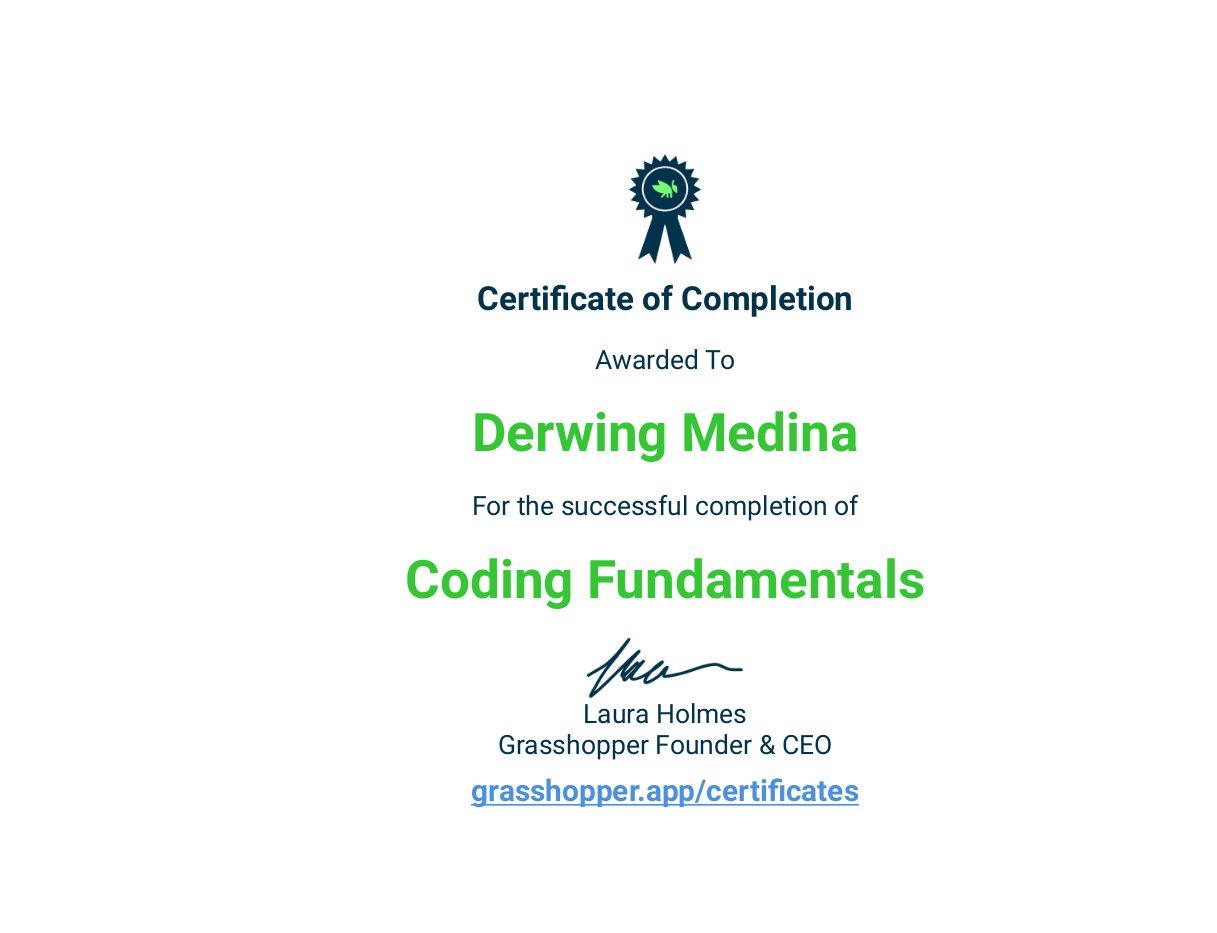 Certificate of Completion
Awarded To
Derwing Medina
For the successful completion of
Coding Fundamentals
Laura Holmes
Grasshopper Founder & CEO
grasshopper.app/certificates